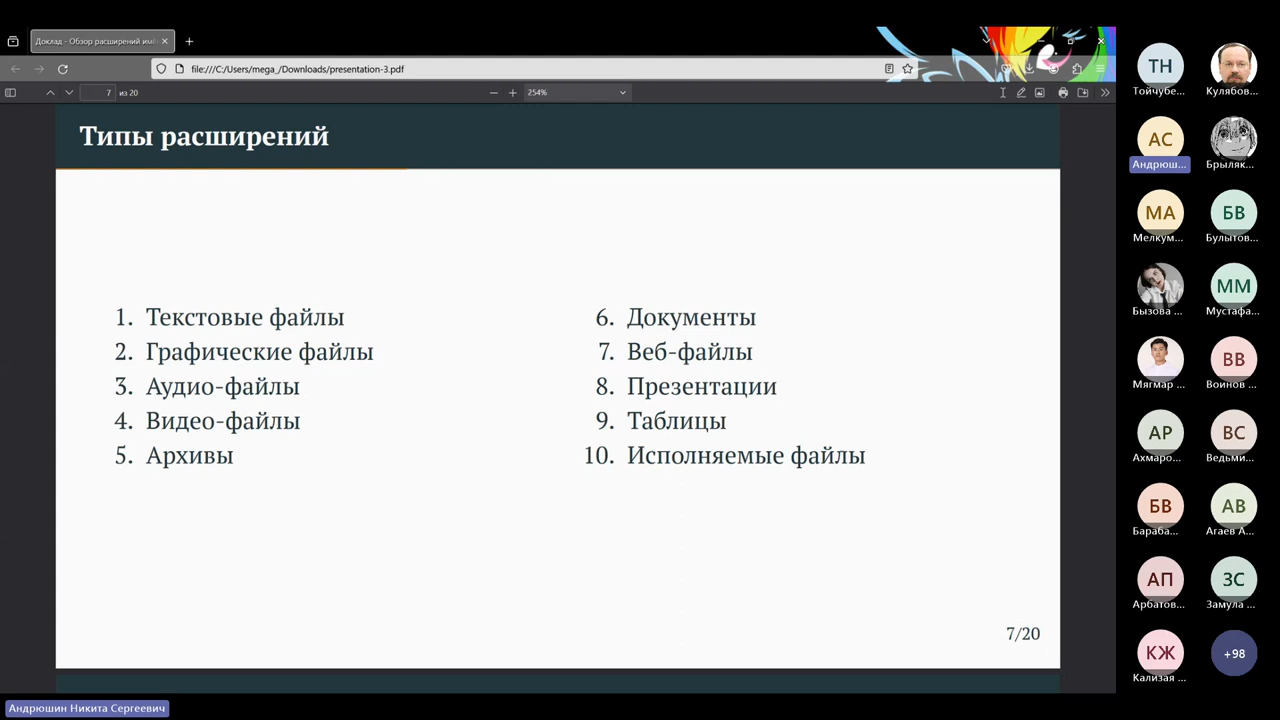 Доклад - Обзор расширений им
file:///C:/Users/mega_/Downloads/presentation-3.pdf
7 из 20
254%
Типы расширений
1. Текстовые файлы
2. Графические файлы
3. Аудио-файлы
4. Видео-файлы
5. Архивы
6. Документы
7. Веб-файлы
8. Презентации
9. Таблицы
10. Исполняемые файлы
7/20
Андрюшин Никита Сергеевич
ТН
Тойчубе...
Кулябов...
АС
Андрюш...
Брыляк...
МА
Мелкум...
БВ
Булытов...
Бызова ...
ММ
Мустафа...
Мягмар ...
ВВ
Воинов ...
АР
Ахмаро...
ВС
Ведьми...
БВ
Бараба...
АВ
Агаев А...
АП
Арбатов...
ЗС
Замула ...
КЖ
Кализая ...
+98